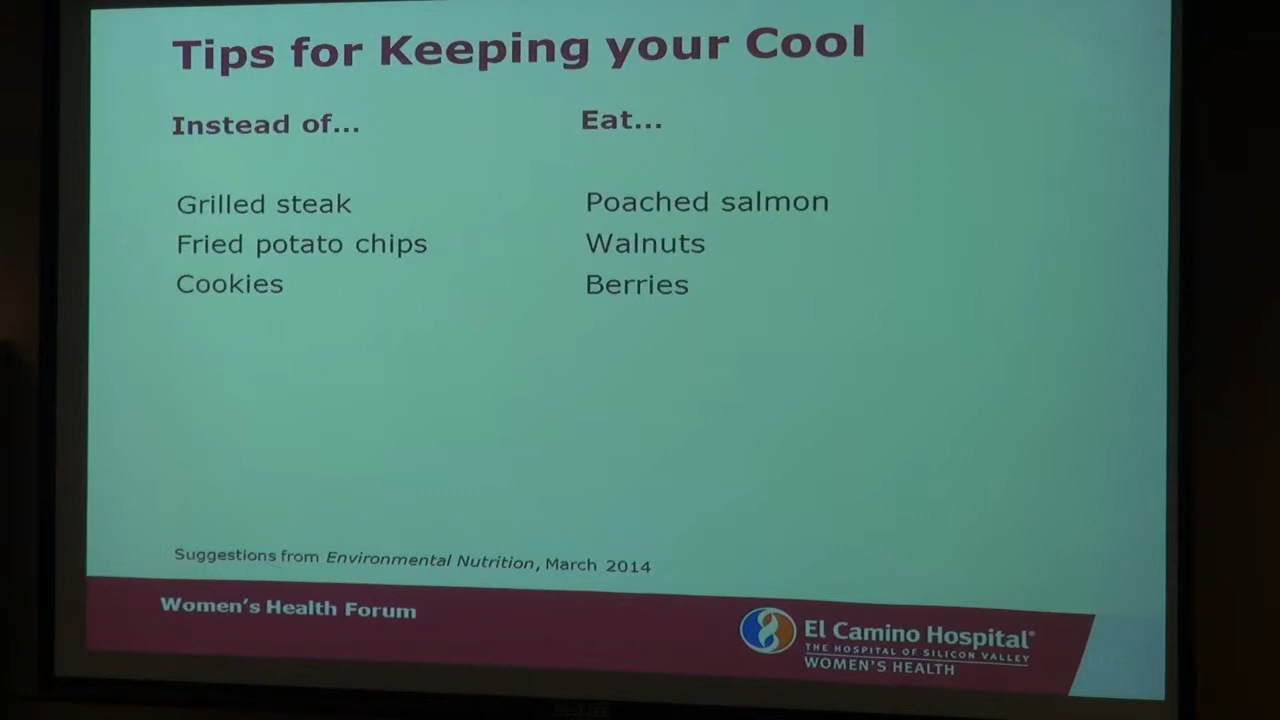 Tips for Keeping your Cool
Instead of...
Eat...
Grilled steak
Poached salmon
Fried potato chips
Walnuts
Cookies
Berries
Suggestions from Environmental Nutrition, March 2014
Women's Health Forum
El Camino Hospital®
THE HOSPITAL OF SILICON VALLEY
WOMEN'S HEALTH